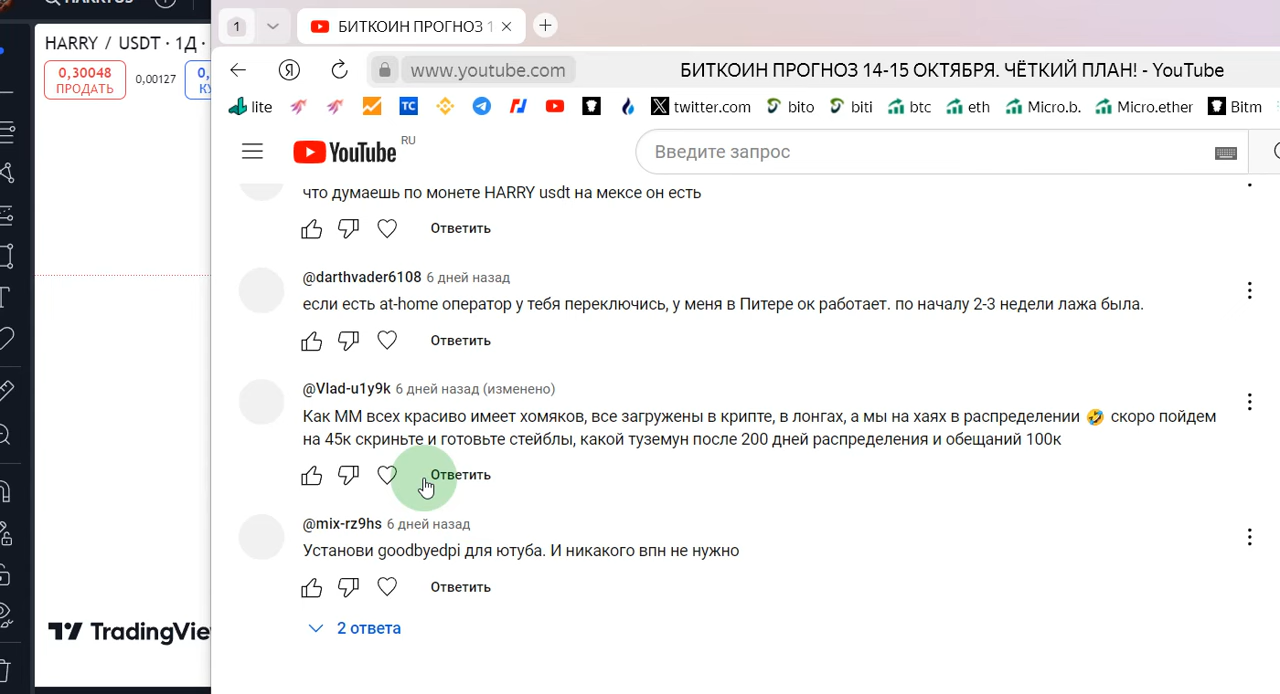 HARRY / USDT · 1Д ·
0,30048
ПРОДАТЬ
0,00127
0,
КУ
TradingVie
1
БИТКОИН ПРОГНОЗ 1
www.youtube.com
БИТКОИН ПРОГНОЗ 14-15 ОКТЯБРЯ. ЧЁТКИЙ ПЛАН! - YouTube
lite
TC
twitter.com
bito
biti
btc
eth
Micro.b.
Micro.ether
Bitm
YouTube
RU
Введите запрос
что думаешь по монете HARRY usdt на мексе он есть
Ответить
@darthvader6108 6 дней назад
если есть at-home оператор у тебя переключись, у меня в Питере ок работает. по началу 2-3 недели лажа была.
Ответить
@Vlad-u1y9k 6 дней назад (изменено)
Как ММ всех красиво имеет хомяков, все загружены в крипте, в лонгах, а мы на хаях в распределении 🤣 скоро пойдем
на 45к скриньте и готовьте стейблы, какой туземун после 200 дней распределения и обещаний 100к
Ответить
@mix-rz9hs 6 дней назад
Установи goodbyedpi для ютуба. И никакого впн не нужно
Ответить
2 ответа